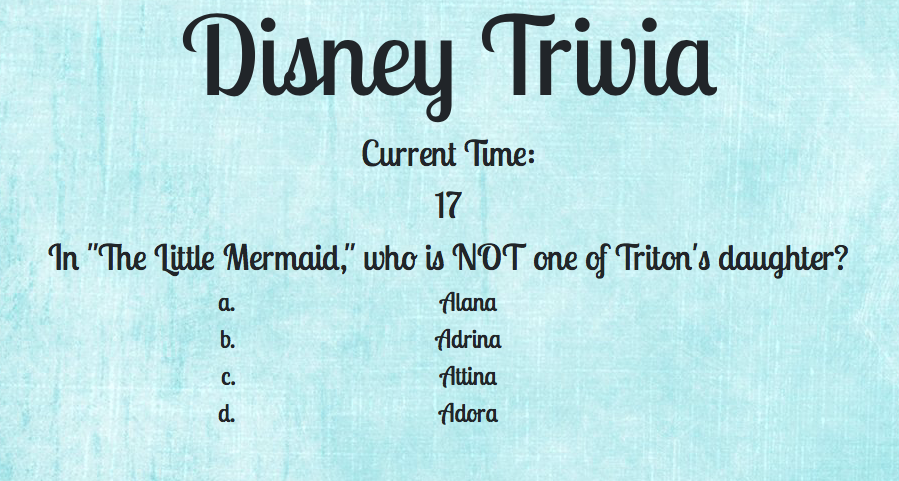 Disney Trivia
Current Time:
17
In "The Little Mermaid," who is NOT one of Triton's daughter?
a. Alana
b. Adrina
c. Attina
d. Adora